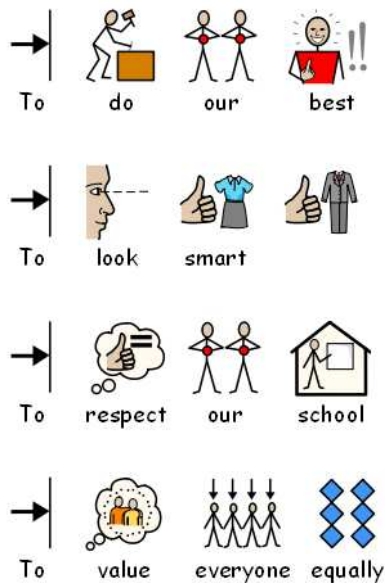 To do our best
To look smart
To respect our school
To value everyone equally